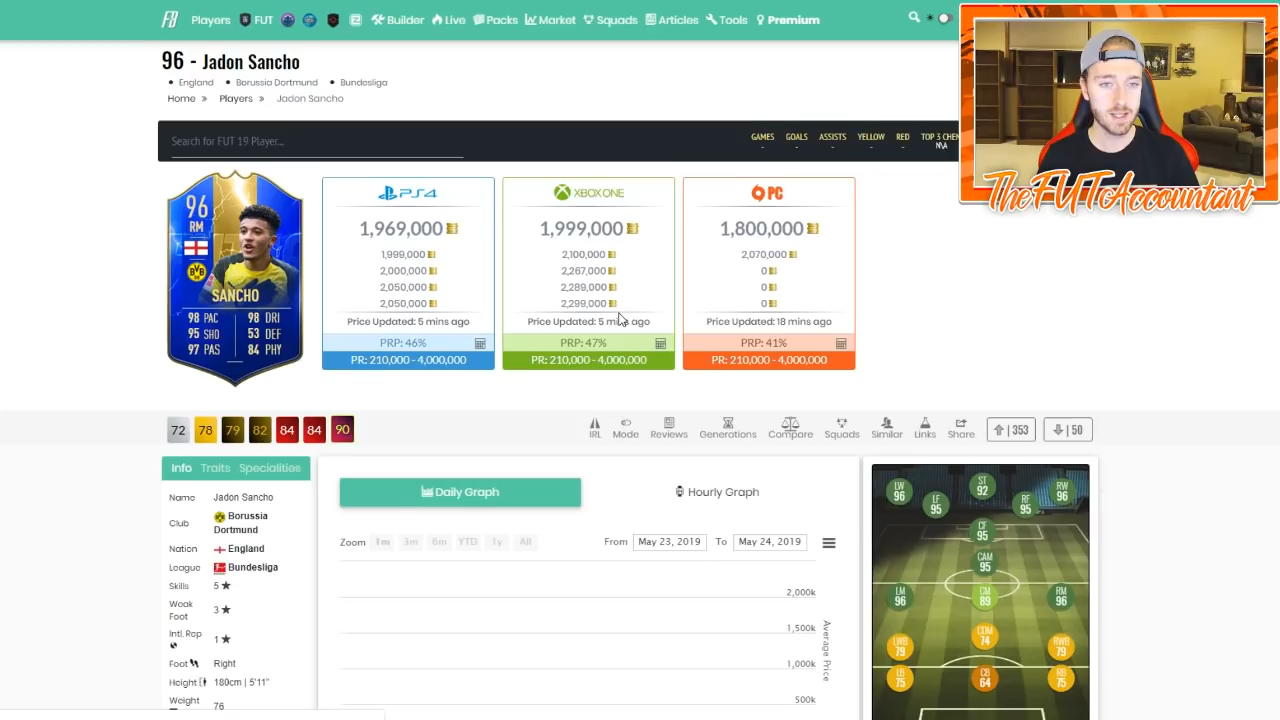 F8 Players FUT Builder Live Packs Market Squads Articles Tools Premium
96 - Jadon Sancho
England Borussia Dortmund Bundesliga
Home » Players » Jadon Sancho
Search for FUT 19 Player...
GAMES GOALS ASSISTS YELLOW RED TOP 3 CHEM
- - - - - N\A
TheFUTAccountant
96
RM
SANCHO
98 PAC 98 DRI
95 SHO 53 DEF
97 PAS 84 PHY
PS4
1,969,000
1,999,000
2,000,000
2,050,000
2,050,000
Price Updated: 5 mins ago
PRP: 46%
PR: 210,000 - 4,000,000
XBOX ONE
1,999,000
2,100,000
2,267,000
2,289,000
2,299,000
Price Updated: 5 mins ago
PRP: 47%
PR: 210,000 - 4,000,000
PC
1,800,000
2,070,000
0
0
0
Price Updated: 18 mins ago
PRP: 41%
PR: 210,000 - 4,000,000
72 78 79 82 84 84 90
IRL Mode Reviews Generations Compare Squads Similar Links Share | 353 | 50
Info Traits Specialities
Name Jadon Sancho
Club Borussia Dortmund
Nation England
League Bundesliga
Skills 5
Weak Foot 3
Intl. Rep 1
Foot Right
Height 180cm | 5'11"
Weight 76
Daily Graph Hourly Graph
Zoom 1m 3m 6m YTD 1y All From May 23, 2019 To May 24, 2019
2,000k
1,500k
1,000k
500k
Average Price
LW 96
ST 92
RW 96
LF 95
RF 95
CF 95
CAM 95
LM 96
CM 89
RM 96
CDM 74
LWB 79
RWB 79
LB 75
CB 64
RB 75